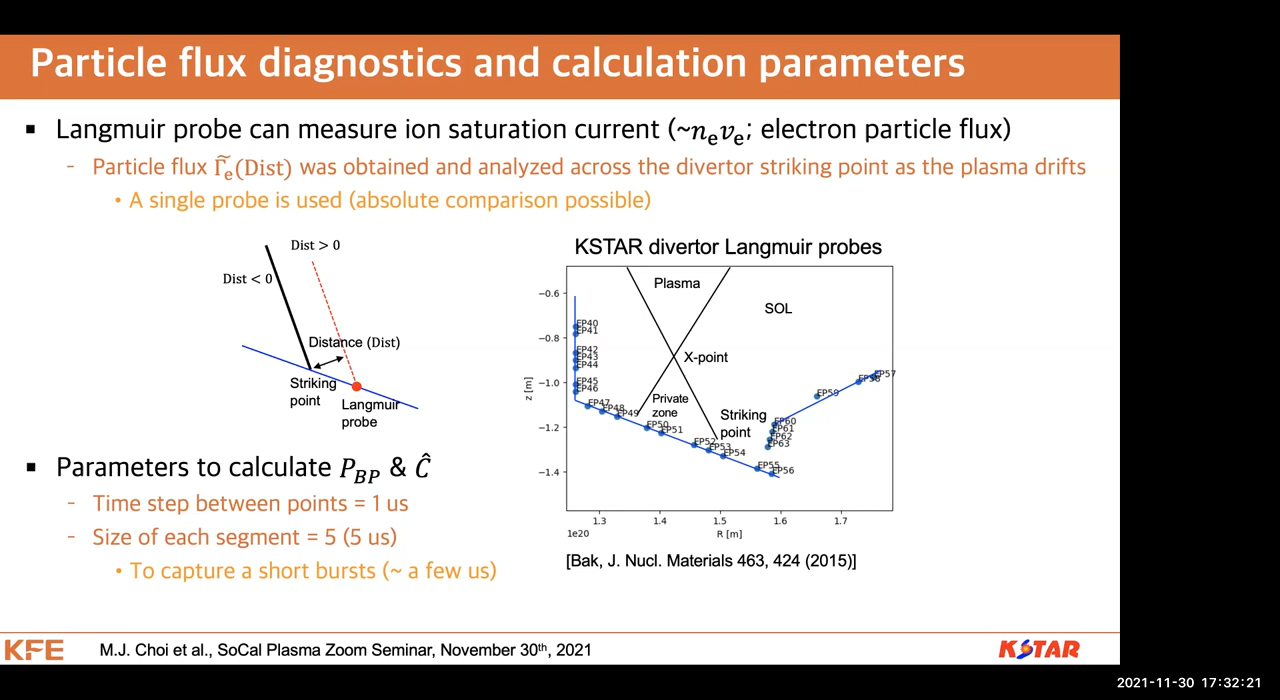 Particle flux diagnostics and calculation parameters
▪ Langmuir probe can measure ion saturation current (~nₑvₑ; electron particle flux)
- Particle flux Γ̃ₑ(Dist) was obtained and analyzed across the divertor striking point as the plasma drifts
• A single probe is used (absolute comparison possible)
Dist > 0
Dist < 0
Distance (Dist)
Striking
point
Langmuir
probe
KSTAR divertor Langmuir probes
Plasma
SOL
X-point
Private
zone
Striking
point
EP40
EP41
EP42
EP43
EP44
EP45
EP46
EP47
EP48
EP49
EP50
EP51
EP52
EP53
EP54
EP55
EP56
EP57
EP58
EP59
EP60
EP61
EP62
EP63
−0.6
−0.8
−1.0
−1.2
−1.4
z [m]
1.3 1.4 1.5 1.6 1.7
1e20
R [m]
[Bak, J. Nucl. Materials 463, 424 (2015)]
▪ Parameters to calculate P_BP & Ĉ
- Time step between points = 1 us
- Size of each segment = 5 (5 us)
• To capture a short bursts (~ a few us)
KFE
M.J. Choi et al., SoCal Plasma Zoom Seminar, November 30th, 2021
KSTAR
2021-11-30 17:32:21